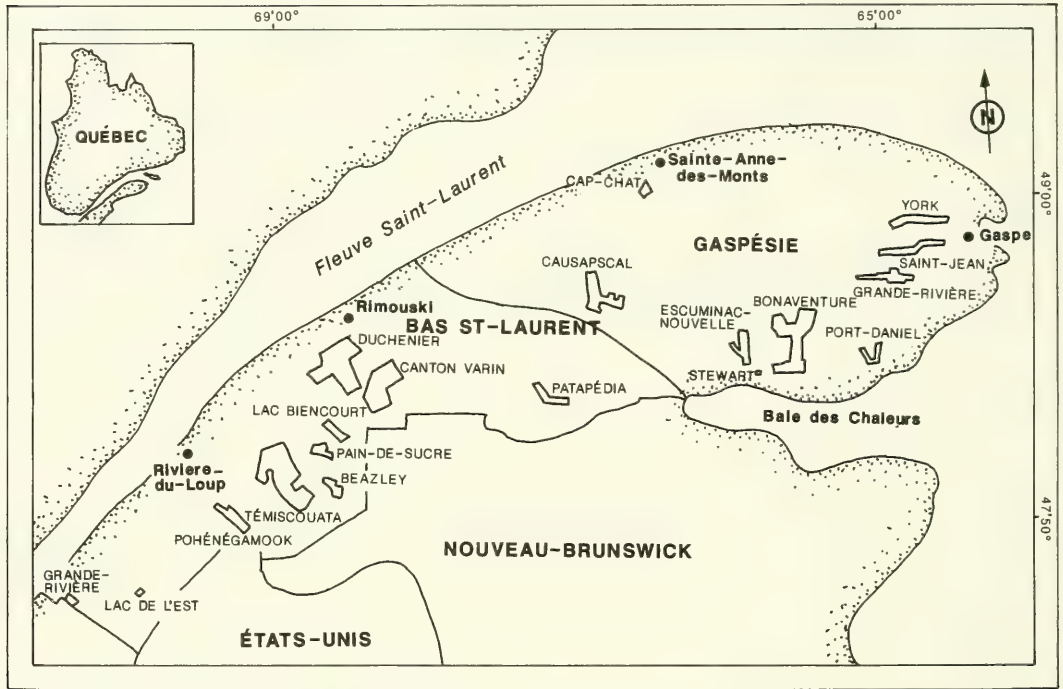 69°00'
65°00'
QUÉBEC
N
Fleuve Saint-Laurent
Sainte-Anne-
des-Monts
CAP-CHAT
49°00'
YORK
Gaspe
GASPÉSIE
SAINT-JEAN
GRANDE-RIVIÈRE
CAUSAPSCAL
BONAVENTURE
ESCUMINAC-
NOUVELLE
PORT-DANIEL
Rimouski
BAS ST-LAURENT
DUCHENIER
CANTON VARIN
STEWART
PATAPÉDIA
Baie des Chaleurs
LAC BIENCOURT
PAIN-DE-SUCRE
BEAZLEY
Riviere-
du-Loup
TÉMISCOUATA
POHÉNÉGAMOOK
47°50'
NOUVEAU-BRUNSWICK
GRANDE-
RIVIÈRE
LAC DE L'EST
ÉTATS-UNIS